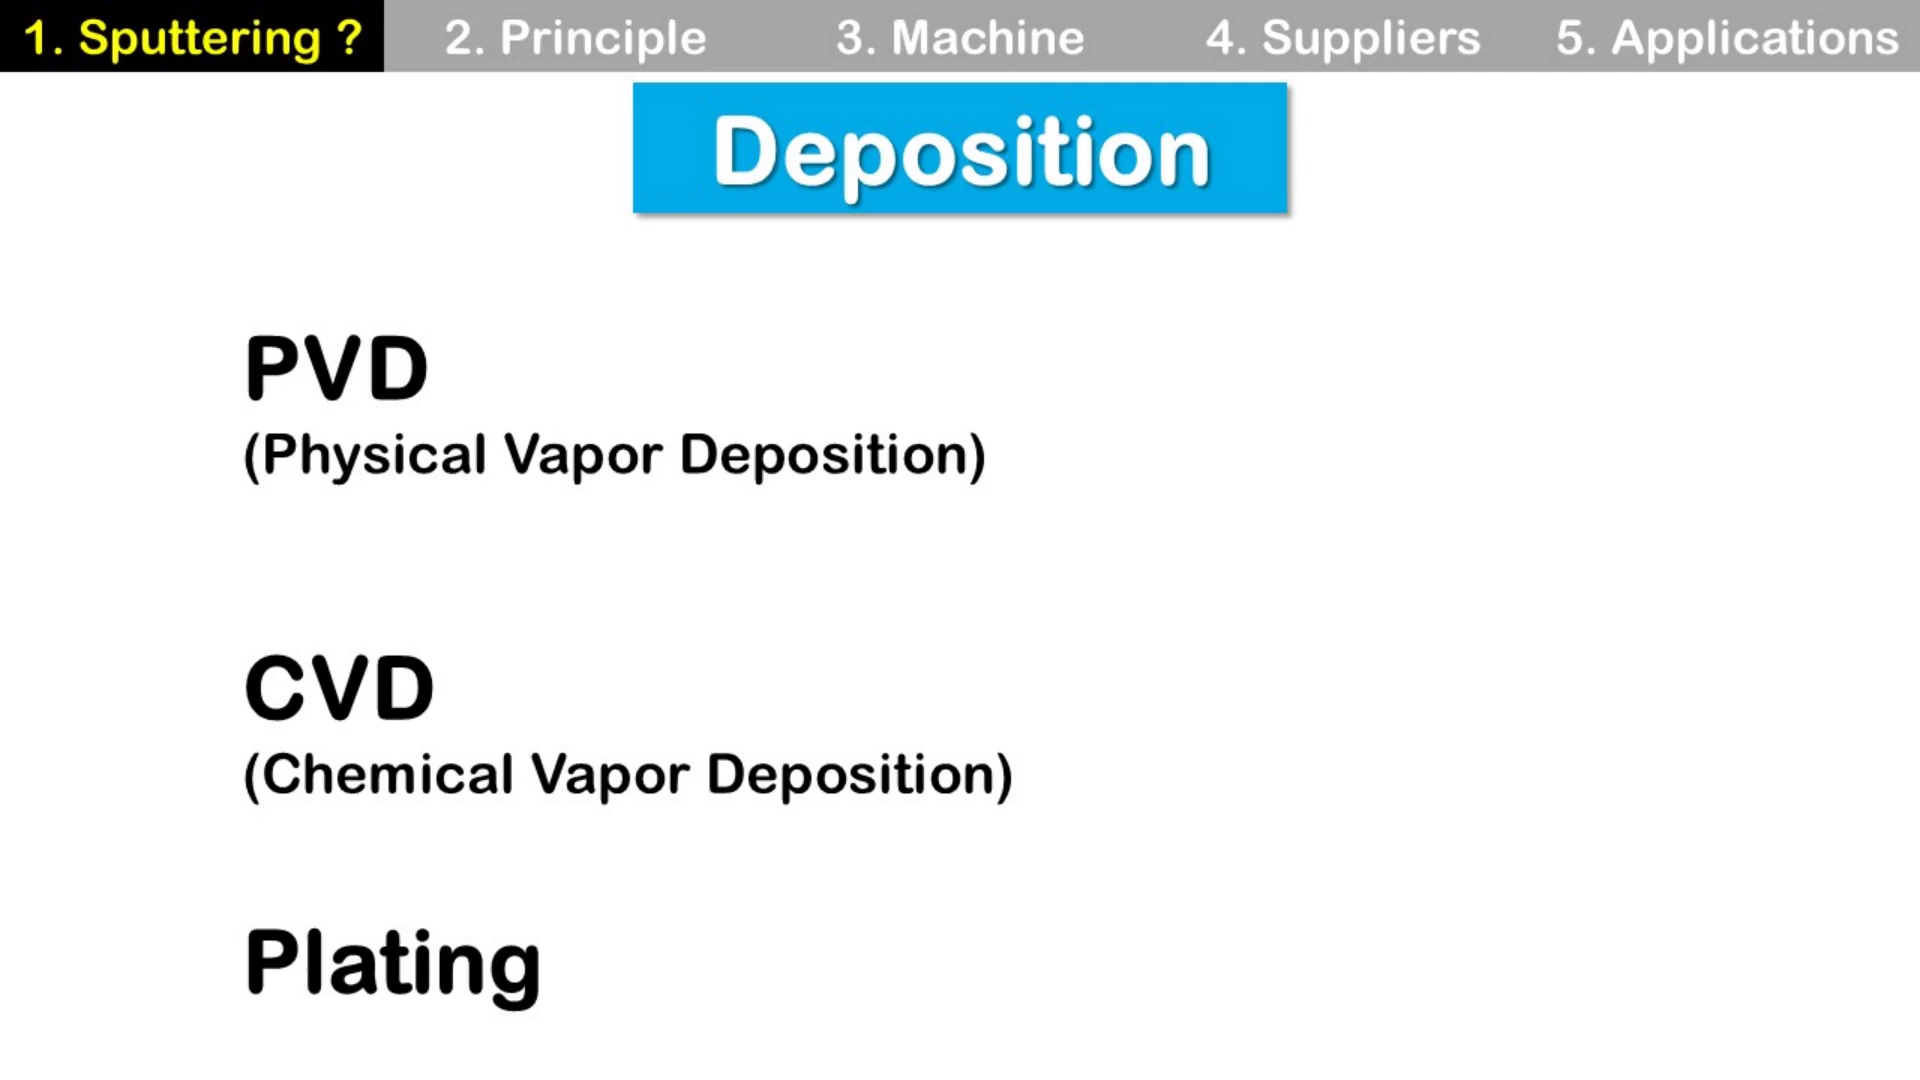 1. Sputtering ? 2. Principle 3. Machine 4. Suppliers 5. Applications
Deposition
PVD
(Physical Vapor Deposition)
CVD
(Chemical Vapor Deposition)
Plating